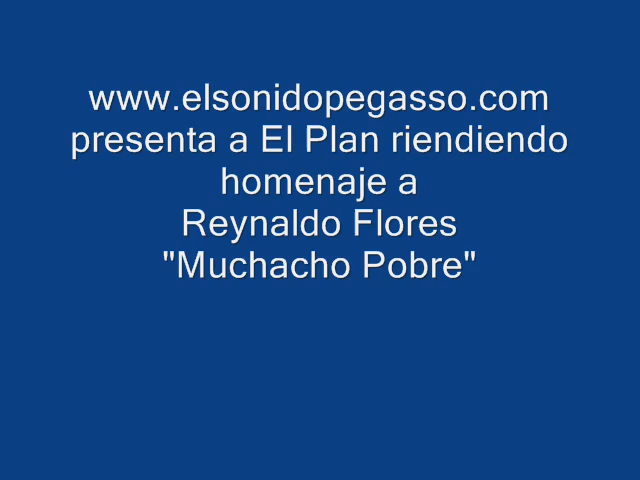 www.elsonidopegasso.com
presenta a El Plan riendiendo
homenaje a
Reynaldo Flores
"Muchacho Pobre"